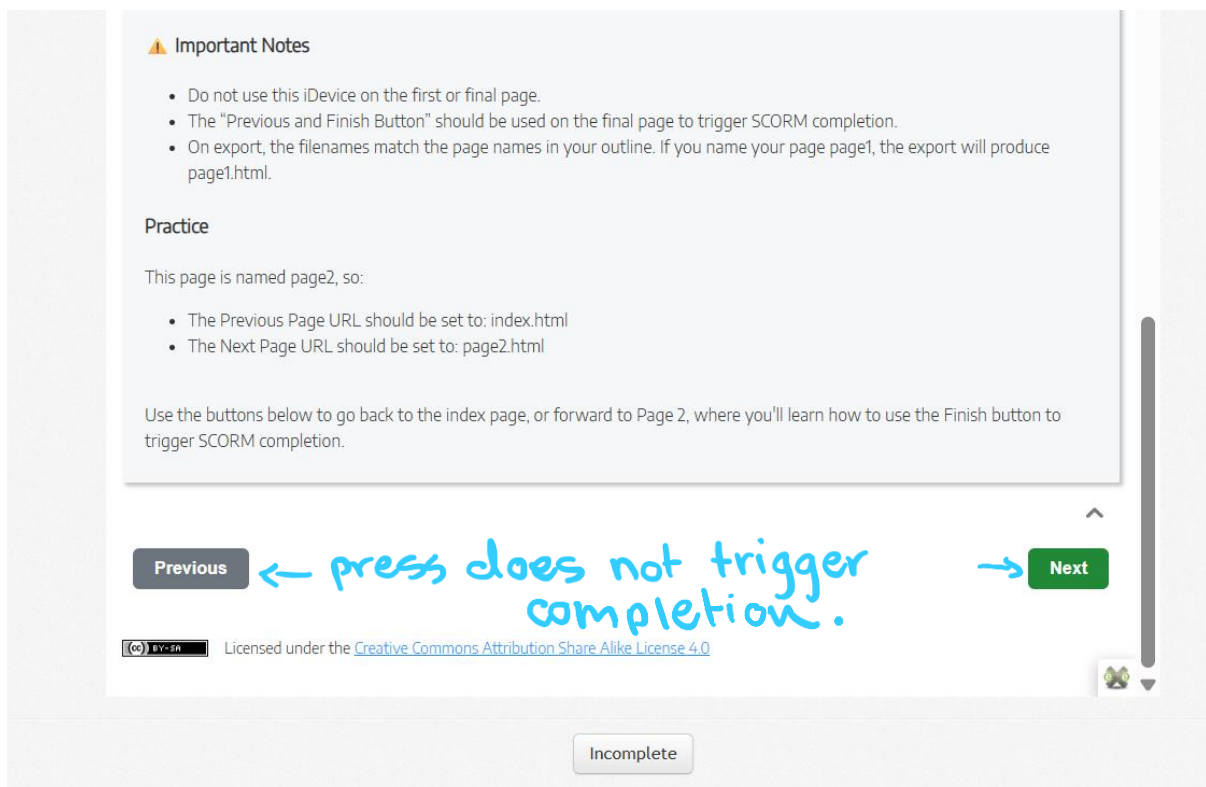 ⚠ Important Notes
• Do not use this iDevice on the first or final page.
• The “Previous and Finish Button” should be used on the final page to trigger SCORM completion.
• On export, the filenames match the page names in your outline. If you name your page page1, the export will produce
page1.html.
Practice
This page is named page2, so:
• The Previous Page URL should be set to: index.html
• The Next Page URL should be set to: page2.html
Use the buttons below to go back to the index page, or forward to Page 2, where you'll learn how to use the Finish button to
trigger SCORM completion.
Previous ← press does not trigger → Next
completion.
(cc) BY-SA Licensed under the Creative Commons Attribution Share Alike License 4.0
Incomplete